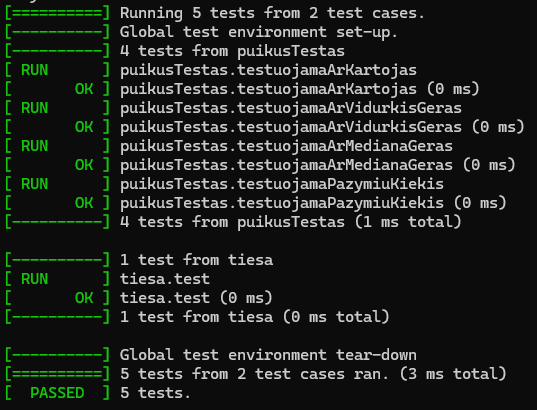 [==========] Running 5 tests from 2 test cases.
[----------] Global test environment set-up.
[----------] 4 tests from puikusTestas
[ RUN      ] puikusTestas.testuojamaArKartojas
[       OK ] puikusTestas.testuojamaArKartojas (0 ms)
[ RUN      ] puikusTestas.testuojamaArVidurkisGeras
[       OK ] puikusTestas.testuojamaArVidurkisGeras (0 ms)
[ RUN      ] puikusTestas.testuojamaArMedianaGeras
[       OK ] puikusTestas.testuojamaArMedianaGeras (0 ms)
[ RUN      ] puikusTestas.testuojamaPazymiuKiekis
[       OK ] puikusTestas.testuojamaPazymiuKiekis (0 ms)
[----------] 4 tests from puikusTestas (1 ms total)

[----------] 1 test from tiesa
[ RUN      ] tiesa.test
[       OK ] tiesa.test (0 ms)
[----------] 1 test from tiesa (0 ms total)

[----------] Global test environment tear-down
[==========] 5 tests from 2 test cases ran. (3 ms total)
[  PASSED  ] 5 tests.